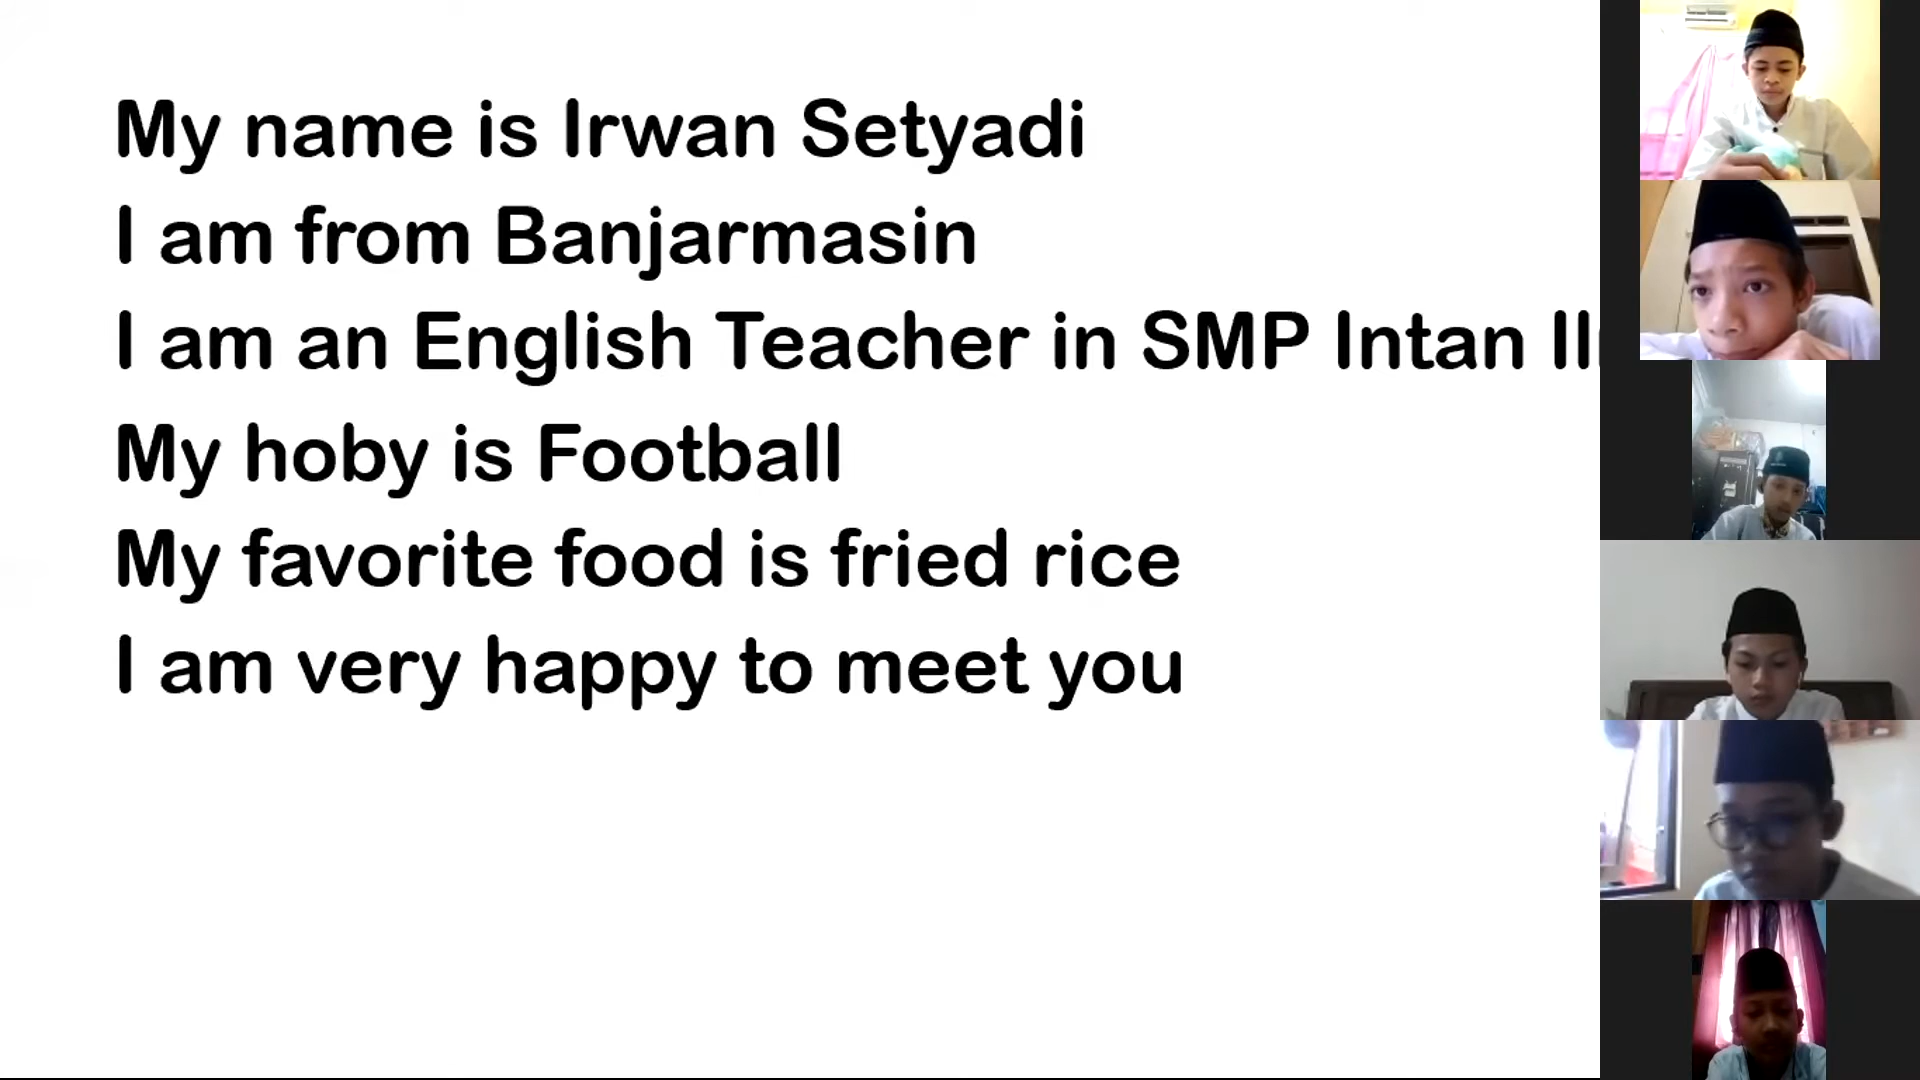 My name is Irwan Setyadi
I am from Banjarmasin
I am an English Teacher in SMP Intan
My hoby is Football
My favorite food is fried rice
I am very happy to meet you